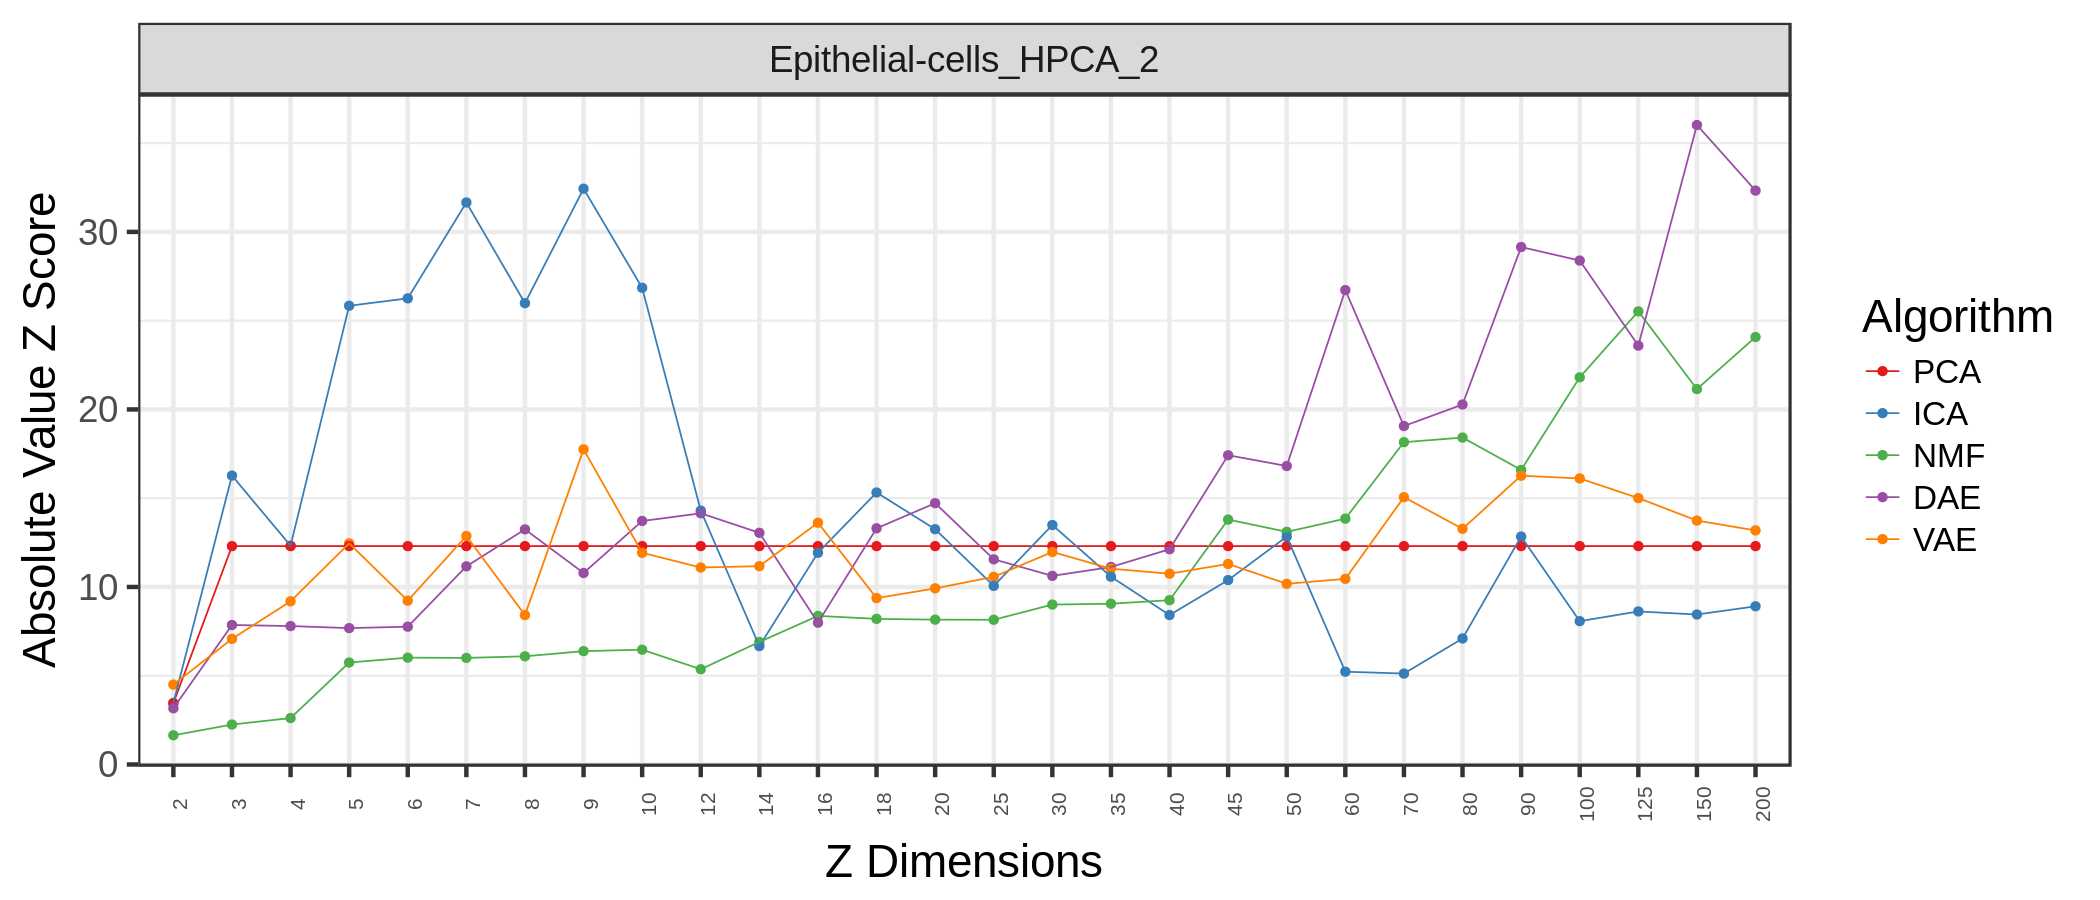 Epithelial-cells_HPCA_2
Absolute Value Z Score
30
20
10
0
2 3 4 5 6 7 8 9 10 12 14 16 18 20 25 30 35 40 45 50 60 70 80 90 100 125 150 200
Z Dimensions
Algorithm
PCA
ICA
NMF
DAE
VAE